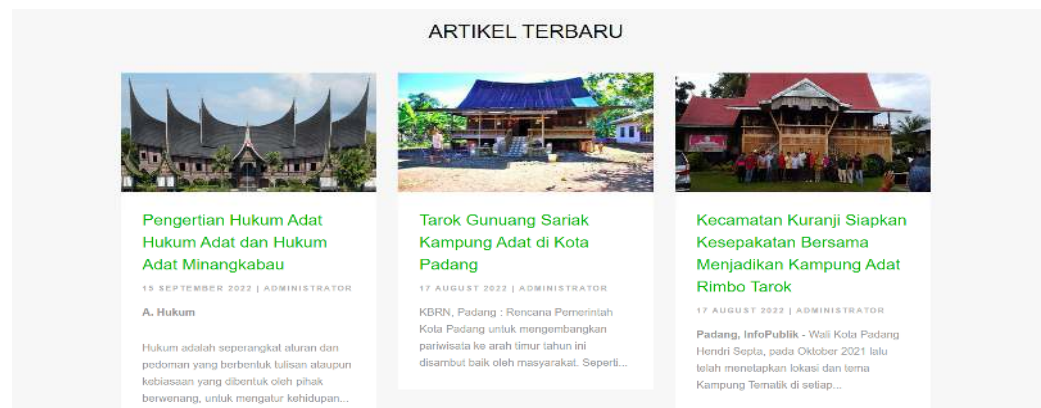 ARTIKEL TERBARU
Pengertian Hukum Adat
Hukum Adat dan Hukum
Adat Minangkabau
15 SEPTEMBER 2022 | ADMINISTRATOR
A. Hukum
Hukum adalah seperangkat aturan dan
pedoman yang berbentuk tulisan ataupun
kebiasaan yang dibentuk oleh pihak
berwenang, untuk mengatur kehidupan...
Tarok Gunuang Sariak
Kampung Adat di Kota
Padang
17 AUGUST 2022 | ADMINISTRATOR
KBRN, Padang : Rencana Pemerintah
Kota Padang untuk mengembangkan
pariwisata ke arah timur tahun ini
disambut baik oleh masyarakat. Seperti...
Kecamatan Kuranji Siapkan
Kesepakatan Bersama
Menjadikan Kampung Adat
Rimbo Tarok
17 AUGUST 2022 | ADMINISTRATOR
Padang, InfoPublik - Wali Kota Padang
Hendri Septa, pada Oktober 2021 lalu
telah menetapkan lokasi dan tema
Kampung Tematik di setiap...